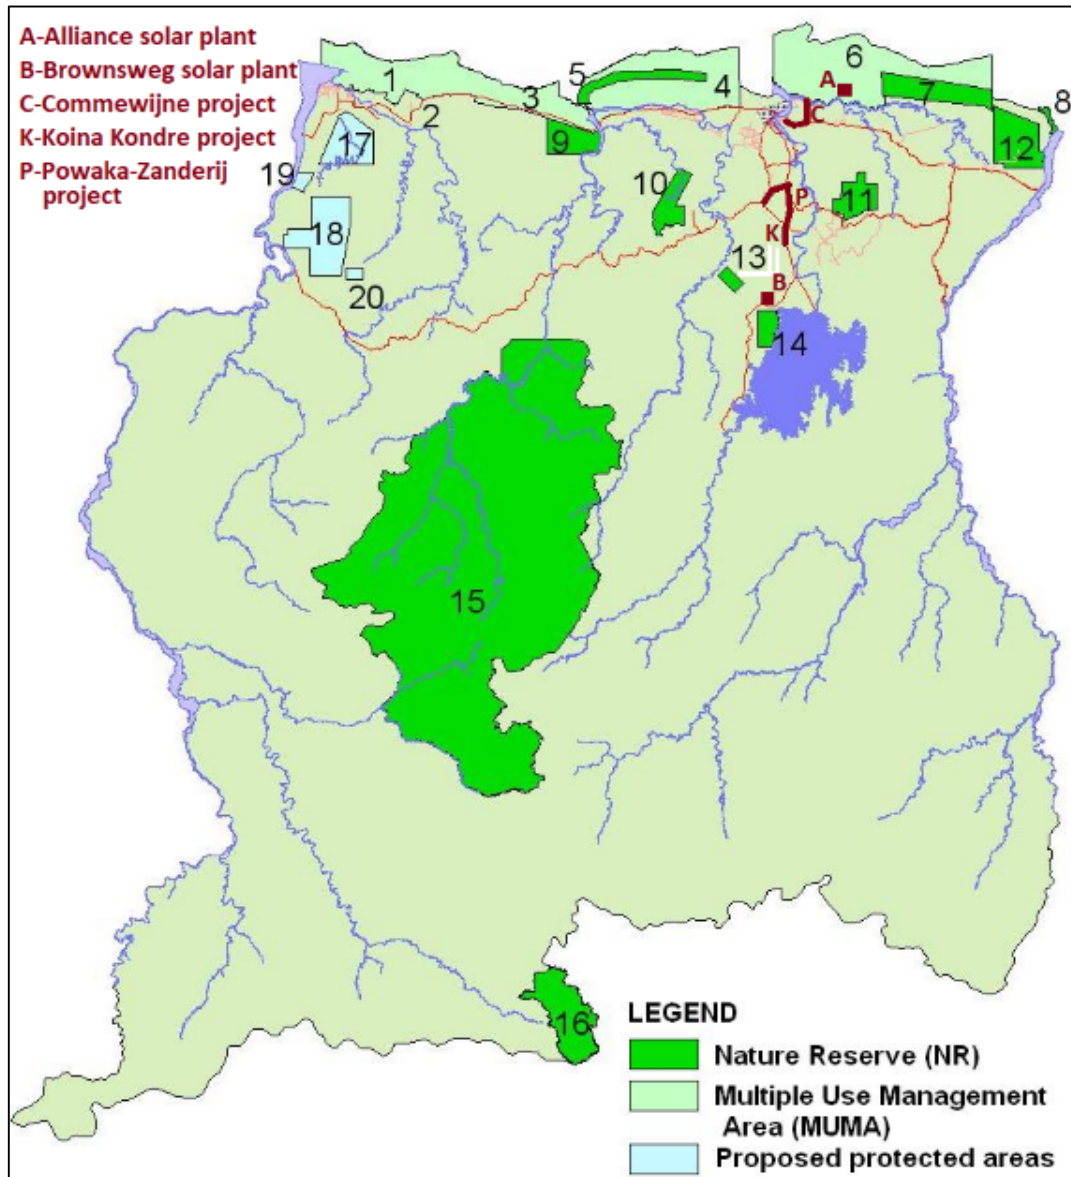 A-Alliance solar plant
B-Brownsweg solar plant
C-Commewijne project
K-Koina Kondre project
P-Powaka-Zanderij
project
1
2
3
5
4
6
A
7
8
C
9
17
12
19
10
P
11
18
K
13
20
B
14
15
16
LEGEND
Nature Reserve (NR)
Multiple Use Management
Area (MUMA)
Proposed protected areas